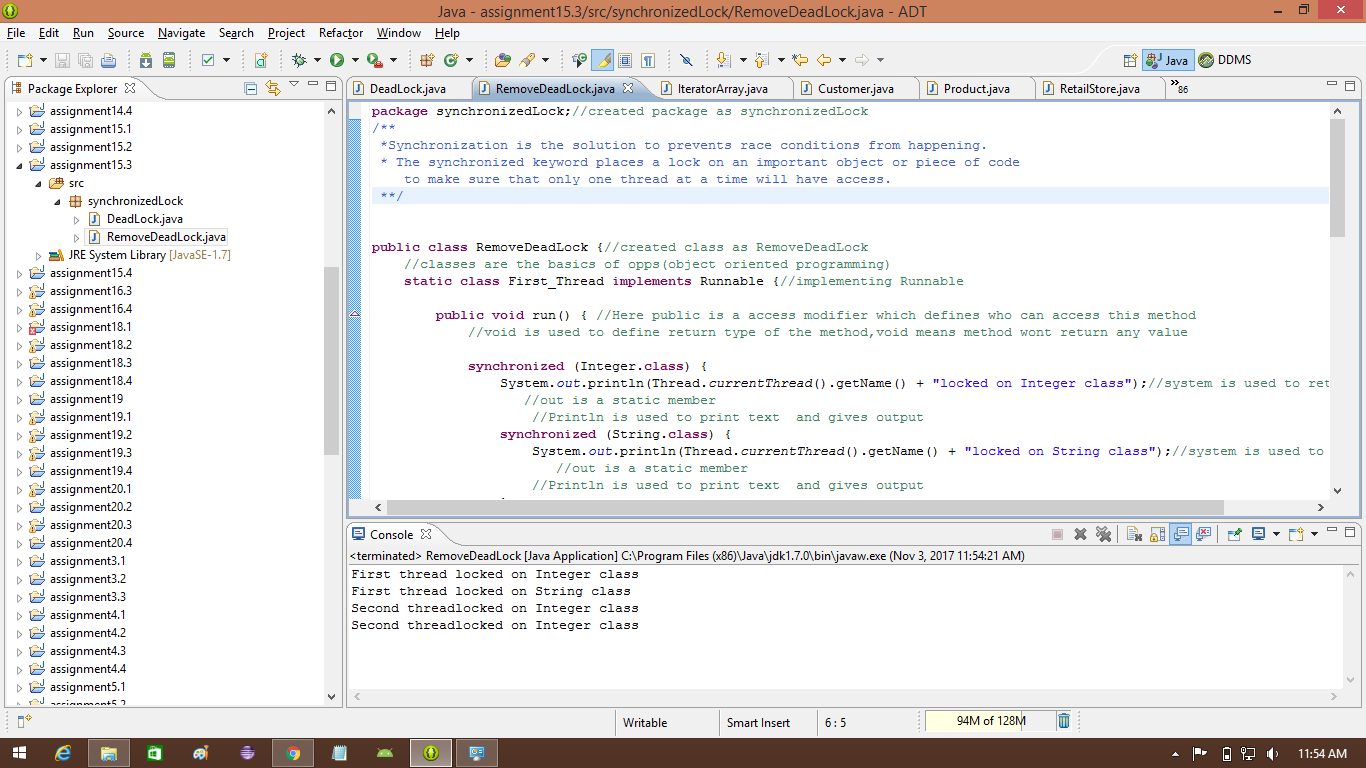 Java - assignment15.3/src/synchronizedLock/RemoveDeadLock.java - ADT
File Edit Run Source Navigate Search Project Refactor Window Help
Java DDMS
Package Explorer
assignment14.4
assignment15.1
assignment15.2
assignment15.3
src
synchronizedLock
DeadLock.java
RemoveDeadLock.java
JRE System Library [JavaSE-1.7]
assignment15.4
assignment16.3
assignment16.4
assignment18.1
assignment18.2
assignment18.3
assignment18.4
assignment19
assignment19.1
assignment19.2
assignment19.3
assignment19.4
assignment20.1
assignment20.2
assignment20.3
assignment20.4
assignment3.1
assignment3.2
assignment3.3
assignment4.1
assignment4.2
assignment4.3
assignment4.4
assignment5.1
assignment5.2
DeadLock.java RemoveDeadLock.java IteratorArray.java Customer.java Product.java RetailStore.java »86
package synchronizedLock;//created package as synchronizedLock
/**
*Synchronization is the solution to prevents race conditions from happening.
* The synchronized keyword places a lock on an important object or piece of code
to make sure that only one thread at a time will have access.
**/
public class RemoveDeadLock {//created class as RemoveDeadLock
//classes are the basics of opps(object oriented programming)
static class First_Thread implements Runnable {//implementing Runnable
public void run() { //Here public is a access modifier which defines who can access this method
//void is used to define return type of the method,void means method wont return any value
synchronized (Integer.class) {
System.out.println(Thread.currentThread().getName() + "locked on Integer class");//system is used to ret
//out is a static member
//Println is used to print text  and gives output
synchronized (String.class) {
System.out.println(Thread.currentThread().getName() + "locked on String class");//system is used to
//out is a static member
//Println is used to print text  and gives output
Console
<terminated> RemoveDeadLock [Java Application] C:\Program Files (x86)\Java\jdk1.7.0\bin\javaw.exe (Nov 3, 2017 11:54:21 AM)
First thread locked on Integer class
First thread locked on String class
Second threadlocked on Integer class
Second threadlocked on Integer class
Writable Smart Insert 6 : 5 94M of 128M
11:54 AM